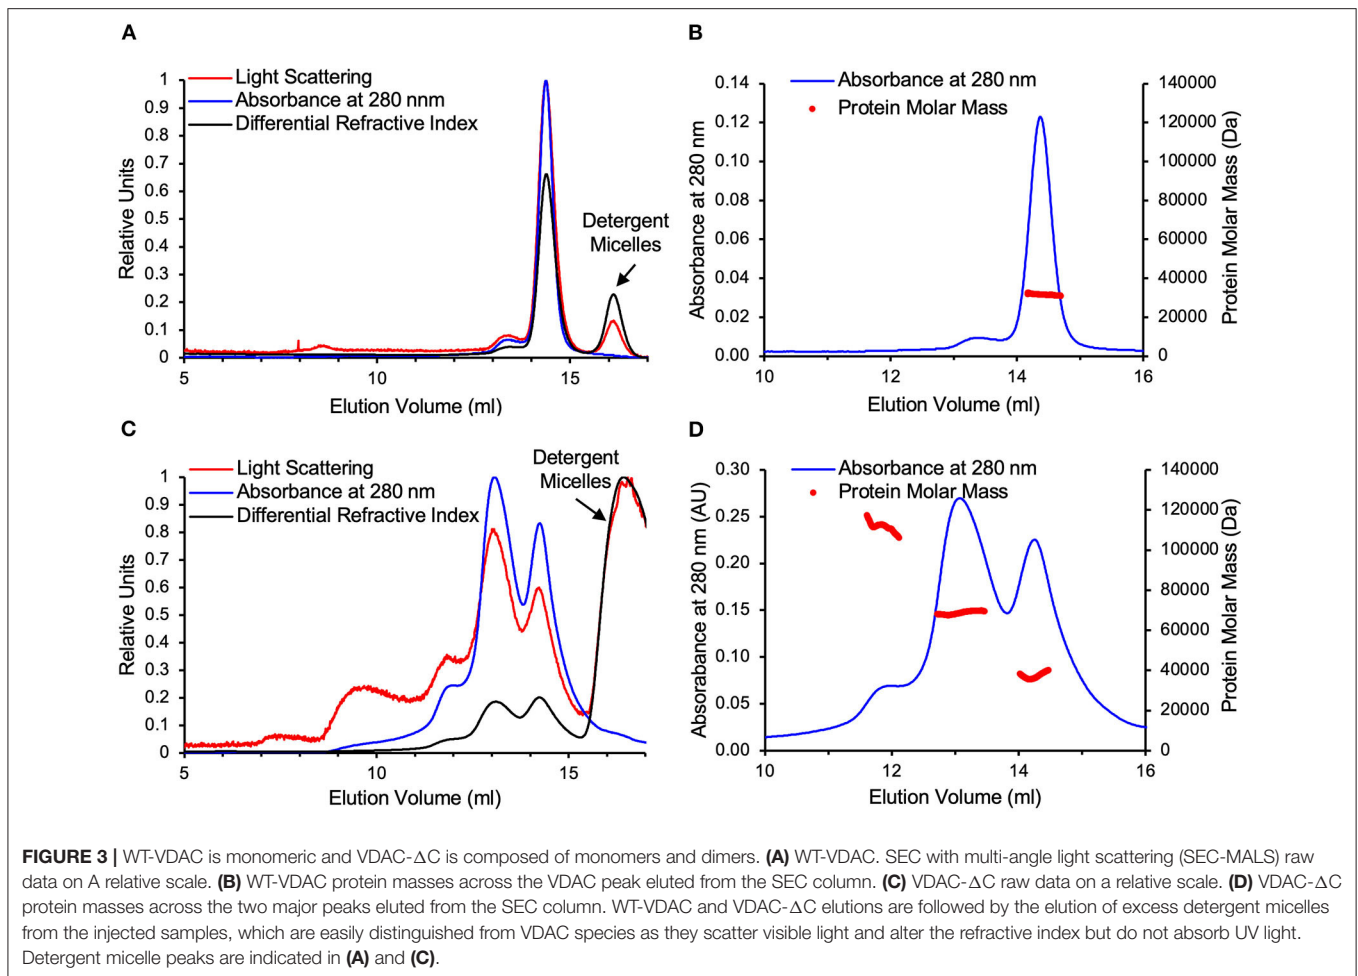 A
Light Scattering
Absorbance at 280 nnm
Differential Refractive Index
Detergent
Micelles
Relative Units
1
0.9
0.8
0.7
0.6
0.5
0.4
0.3
0.2
0.1
0
5
10
15
Elution Volume (ml)
B
Absorbance at 280 nm
Protein Molar Mass
Absorbance at 280 nm
0.14
0.12
0.10
0.08
0.06
0.04
0.02
0.00
140000
120000
100000
80000
60000
40000
20000
0
Protein Molar Mass (Da)
10
12
14
16
Elution Volume (ml)
C
Light Scattering
Absorbance at 280 nm
Differential Refractive Index
Detergent
Micelles
Relative Units
1
0.9
0.8
0.7
0.6
0.5
0.4
0.3
0.2
0.1
0
5
10
15
Elution Volume (ml)
D
Absorbance at 280 nm
Protein Molar Mass
Absorabance at 280 nm (AU)
0.30
0.25
0.20
0.15
0.10
0.05
0.00
140000
120000
100000
80000
60000
40000
20000
0
Protein Molar Mass (Da)
10
12
14
16
Elution Volume (ml)
FIGURE 3 | WT-VDAC is monomeric and VDAC-ΔC is composed of monomers and dimers. (A) WT-VDAC. SEC with multi-angle light scattering (SEC-MALS) raw
data on A relative scale. (B) WT-VDAC protein masses across the VDAC peak eluted from the SEC column. (C) VDAC-ΔC raw data on a relative scale. (D) VDAC-ΔC
protein masses across the two major peaks eluted from the SEC column. WT-VDAC and VDAC-ΔC elutions are followed by the elution of excess detergent micelles
from the injected samples, which are easily distinguished from VDAC species as they scatter visible light and alter the refractive index but do not absorb UV light.
Detergent micelle peaks are indicated in (A) and (C).